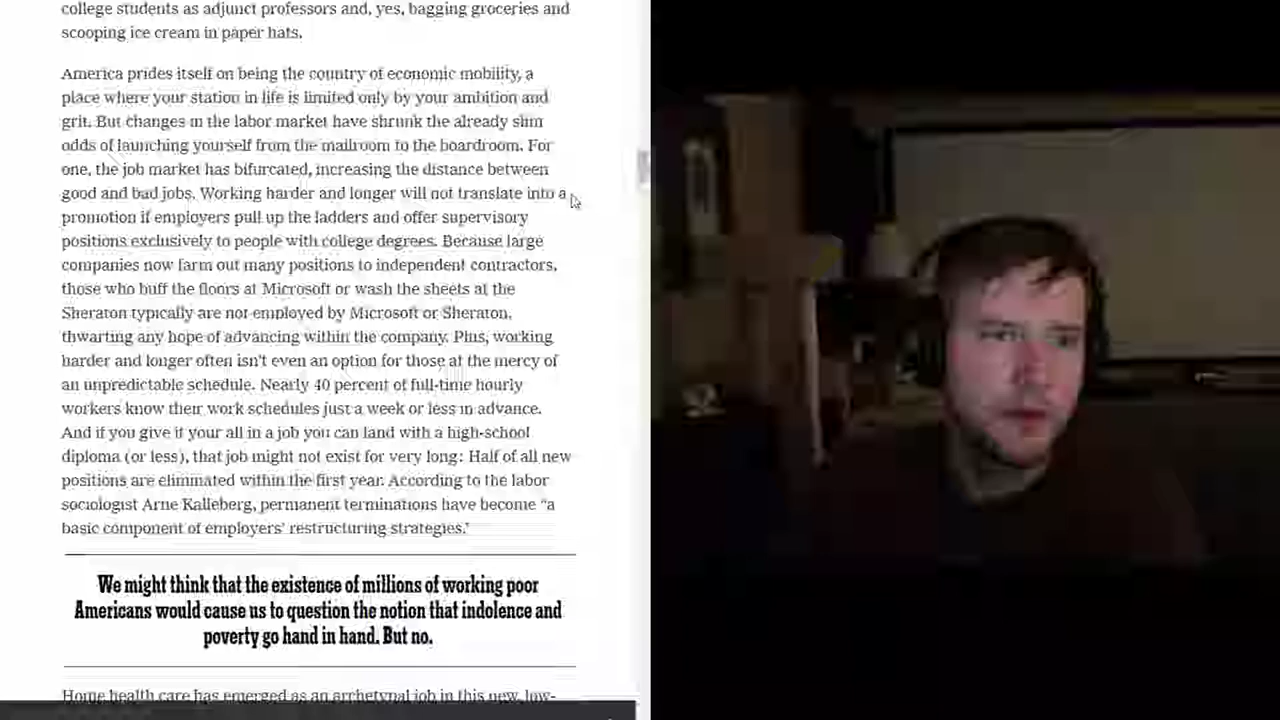 college students as adjunct professors and, yes, bagging groceries and
scooping ice cream in paper hats.
America prides itself on being the country of economic mobility, a
place where your station in life is limited only by your ambition and
grit. But changes in the labor market have shrunk the already slim
odds of launching yourself from the mailroom to the boardroom. For
one, the job market has bifurcated, increasing the distance between
good and bad jobs. Working harder and longer will not translate into a
promotion if employers pull up the ladders and offer supervisory
positions exclusively to people with college degrees. Because large
companies now farm out many positions to independent contractors,
those who buff the floors at Microsoft or wash the sheets at the
Sheraton typically are not employed by Microsoft or Sheraton,
thwarting any hope of advancing within the company. Plus, working
harder and longer often isn't even an option for those at the mercy of
an unpredictable schedule. Nearly 40 percent of full-time hourly
workers know their work schedules just a week or less in advance.
And if you give it your all in a job you can land with a high-school
diploma (or less), that job might not exist for very long: Half of all new
positions are eliminated within the first year. According to the labor
sociologist Arne Kalleberg, permanent terminations have become “a
basic component of employers' restructuring strategies.”
We might think that the existence of millions of working poor
Americans would cause us to question the notion that indolence and
poverty go hand in hand. But no.
Home health care has emerged as an archetypal job in this new, low-